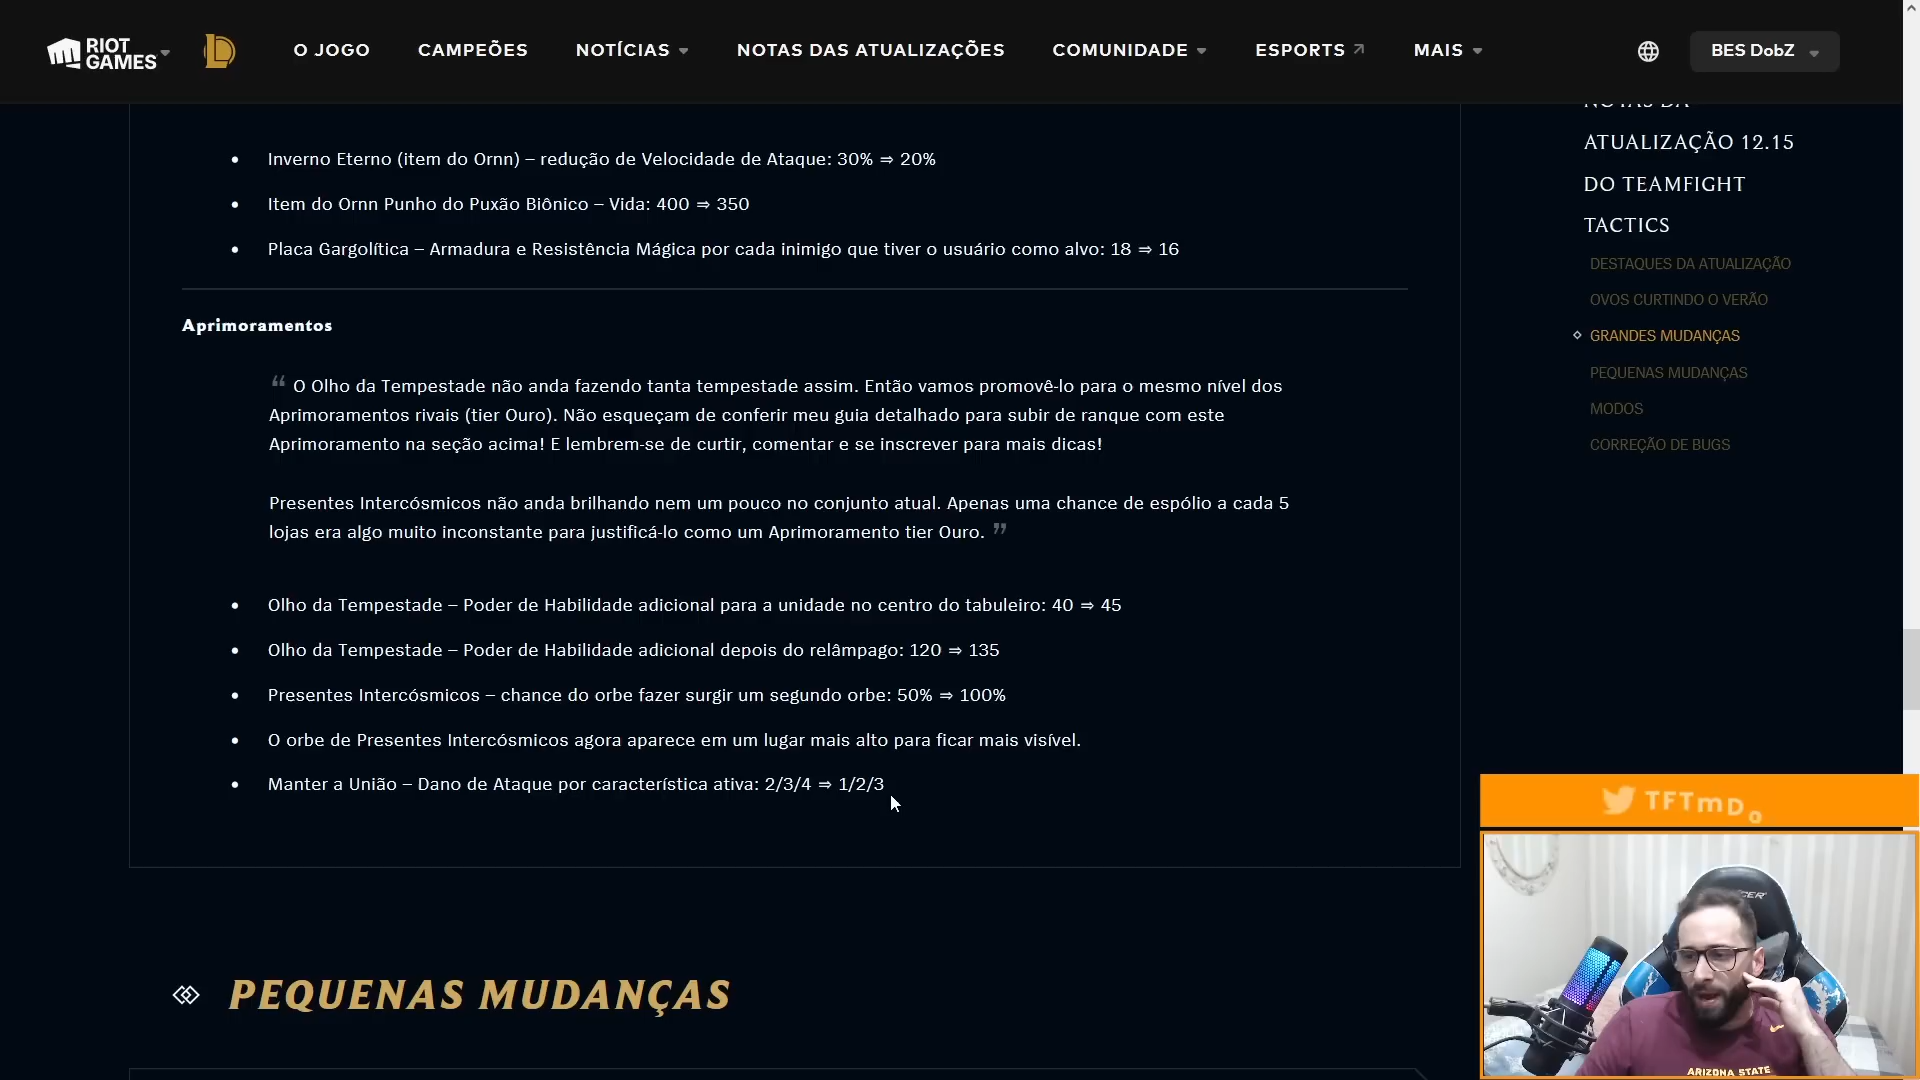 RIOT
GAMES
O JOGO
CAMPEÕES
NOTÍCIAS
NOTAS DAS ATUALIZAÇÕES
COMUNIDADE
ESPORTS
MAIS
BES DobZ
Inverno Eterno (item do Ornn) – redução de Velocidade de Ataque: 30% ⇒ 20%
Item do Ornn Punho do Puxão Biônico – Vida: 400 ⇒ 350
Placa Gargolítica – Armadura e Resistência Mágica por cada inimigo que tiver o usuário como alvo: 18 ⇒ 16
Aprimoramentos
“ O Olho da Tempestade não anda fazendo tanta tempestade assim. Então vamos promovê-lo para o mesmo nível dos
Aprimoramentos rivais (tier Ouro). Não esqueçam de conferir meu guia detalhado para subir de ranque com este
Aprimoramento na seção acima! E lembrem-se de curtir, comentar e se inscrever para mais dicas!
Presentes Intercósmicos não anda brilhando nem um pouco no conjunto atual. Apenas uma chance de espólio a cada 5
lojas era algo muito inconstante para justificá-lo como um Aprimoramento tier Ouro. ”
Olho da Tempestade – Poder de Habilidade adicional para a unidade no centro do tabuleiro: 40 ⇒ 45
Olho da Tempestade – Poder de Habilidade adicional depois do relâmpago: 120 ⇒ 135
Presentes Intercósmicos – chance do orbe fazer surgir um segundo orbe: 50% ⇒ 100%
O orbe de Presentes Intercósmicos agora aparece em um lugar mais alto para ficar mais visível.
Manter a União – Dano de Ataque por característica ativa: 2/3/4 ⇒ 1/2/3
PEQUENAS MUDANÇAS
NOTAS DA
ATUALIZAÇÃO 12.15
DO TEAMFIGHT
TACTICS
DESTAQUES DA ATUALIZAÇÃO
OVOS CURTINDO O VERÃO
GRANDES MUDANÇAS
PEQUENAS MUDANÇAS
MODOS
CORREÇÃO DE BUGS
TFTmDo
ARIZONA STATE